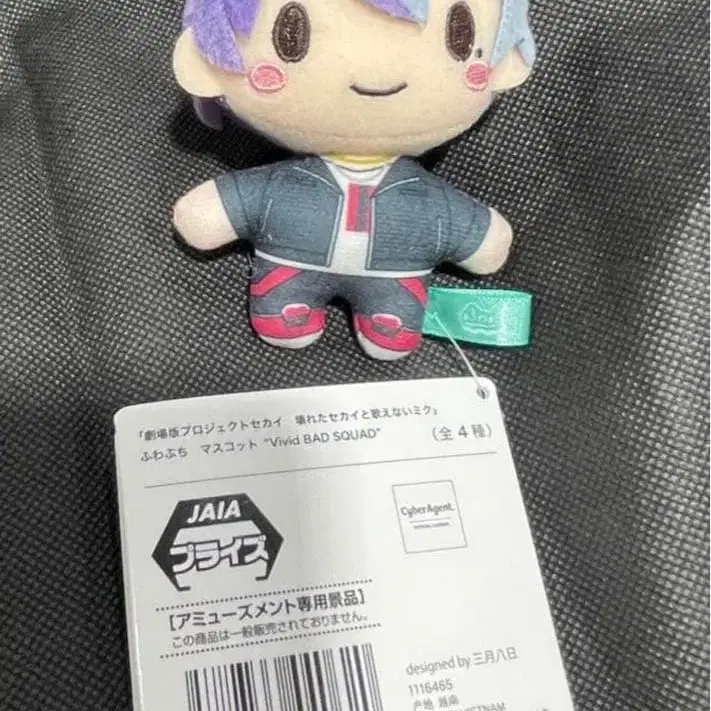 「劇場版プロジェクトセカイ 壊れたセカイと歌えないミク」
ふわぷち マスコット "Vivid BAD SQUAD" （全4種）
JAIA
プライズ
CyberAgent
[アミューズメント専用景品]
この商品は一般販売されておりません。
designed by 三月八日
1116465
産地 越南
VIETNAM